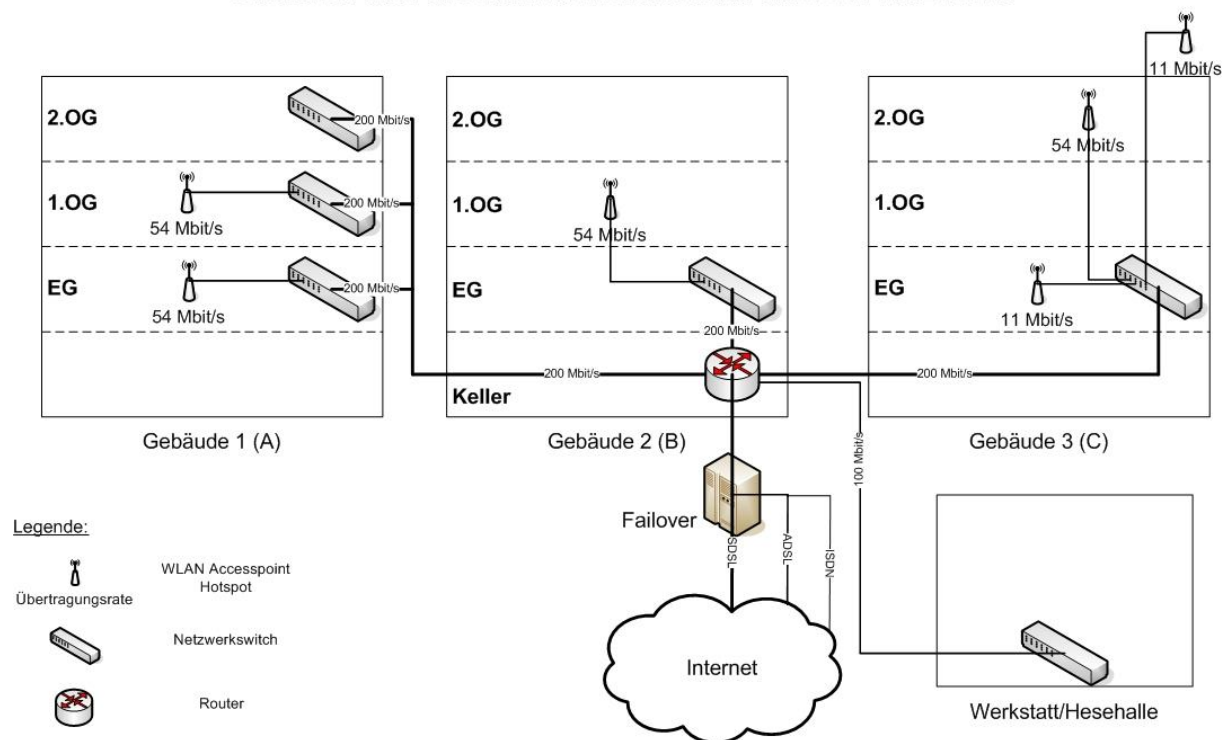 11 Mbit/s
2.OG
200 Mbit/s
2.OG
2.OG
54 Mbit/s
1.OG
54 Mbit/s
200 Mbit/s
1.OG
54 Mbit/s
1.OG
EG
54 Mbit/s
200 Mbit/s
EG
200 Mbit/s
EG
11 Mbit/s
200 Mbit/s
Keller
200 Mbit/s
Gebäude 1 (A)
Gebäude 2 (B)
Gebäude 3 (C)
100 Mbit/s
Failover
SDSL
ADSL
ISDN
Internet
Werkstatt/Hesehalle
Legende:
Übertragungsrate
WLAN Accesspoint
Hotspot
Netzwerkswitch
Router